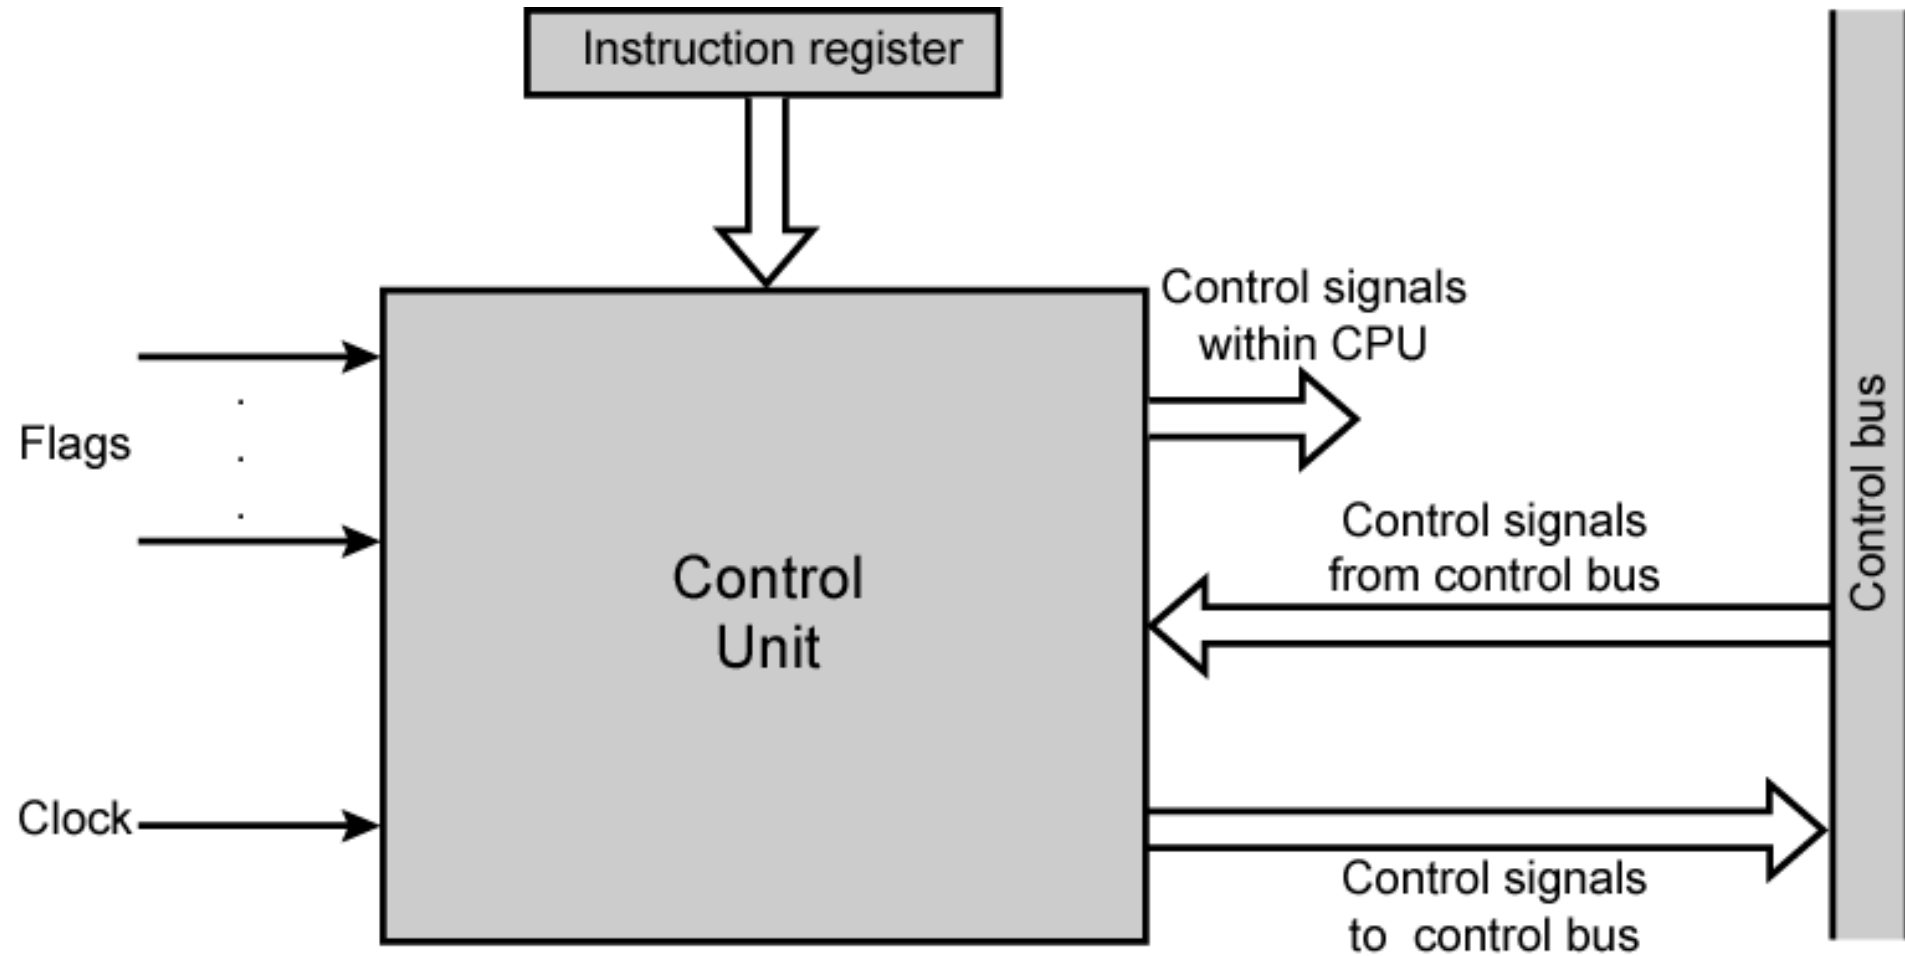 Instruction register
Control signals
within CPU
Flags
Control signals
from control bus
Control
Unit
Clock
Control signals
to control bus
Control bus